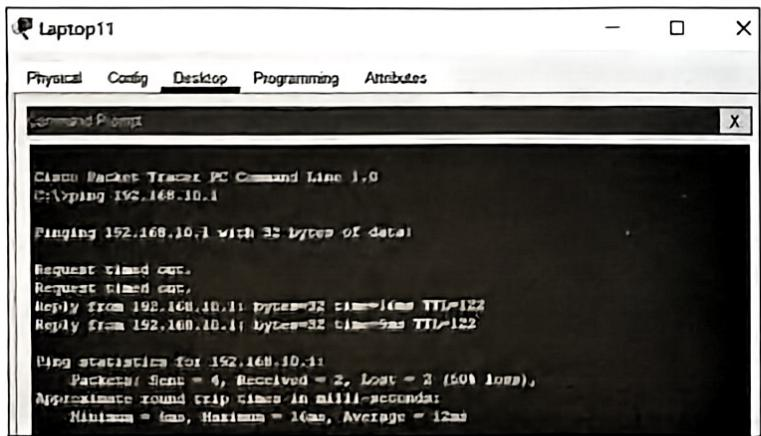 Laptop11
Physical Config Desktop Programming Attributes
Command Prompt X
Cisco Packet Tracer PC Command Line 1.0
C:\>ping 192.168.10.1
Pinging 192.168.10.1 with 32 bytes of data:
Request timed out.
Request timed out.
Reply from 192.168.10.1: bytes=32 time=16ms TTL=122
Reply from 192.168.10.1: bytes=32 time=9ms TTL=122
Ping statistics for 192.168.10.1:
Packets: Sent = 4, Received = 2, Lost = 2 (50% loss),
Approximate round trip times in milli-seconds:
Minimum = Maximum = 16ms, Average = 12ms